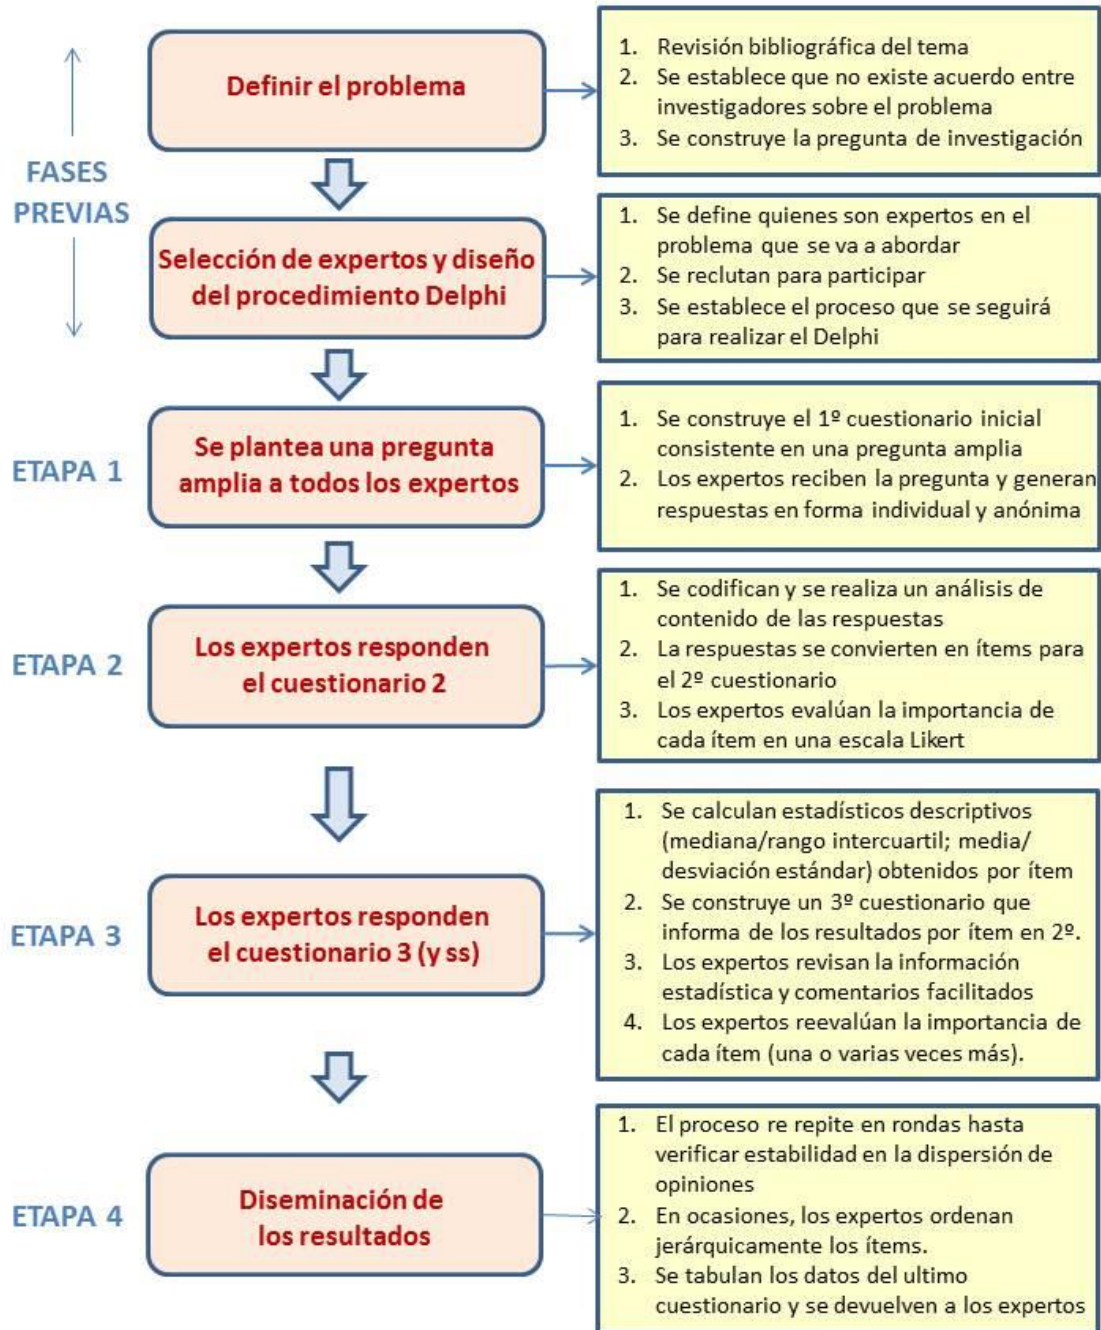 FASES
PREVIAS
Definir el problema
1. Revisión bibliográfica del tema
2. Se establece que no existe acuerdo entre
investigadores sobre el problema
3. Se construye la pregunta de investigación
Selección de expertos y diseño
del procedimiento Delphi
1. Se define quienes son expertos en el
problema que se va a abordar
2. Se reclutan para participar
3. Se establece el proceso que se seguirá
para realizar el Delphi
ETAPA 1
Se plantea una pregunta
amplia a todos los expertos
1. Se construye el 1º cuestionario inicial
consistente en una pregunta amplia
2. Los expertos reciben la pregunta y generan
respuestas en forma individual y anónima
ETAPA 2
Los expertos responden
el cuestionario 2
1. Se codifican y se realiza un análisis de
contenido de las respuestas
2. La respuestas se convierten en ítems para
el 2º cuestionario
3. Los expertos evalúan la importancia de
cada ítem en una escala Likert
ETAPA 3
Los expertos responden
el cuestionario 3 (y ss)
1. Se calculan estadísticos descriptivos
(mediana/rango intercuartil; media/
desviación estándar) obtenidos por ítem
2. Se construye un 3º cuestionario que
informa de los resultados por ítem en 2º.
3. Los expertos revisan la información
estadística y comentarios facilitados
4. Los expertos reevalúan la importancia de
cada ítem (una o varias veces más).
ETAPA 4
Diseminación de
los resultados
1. El proceso re repite en rondas hasta
verificar estabilidad en la dispersión de
opiniones
2. En ocasiones, los expertos ordenan
jerárquicamente los ítems.
3. Se tabulan los datos del ultimo
cuestionario y se devuelven a los expertos